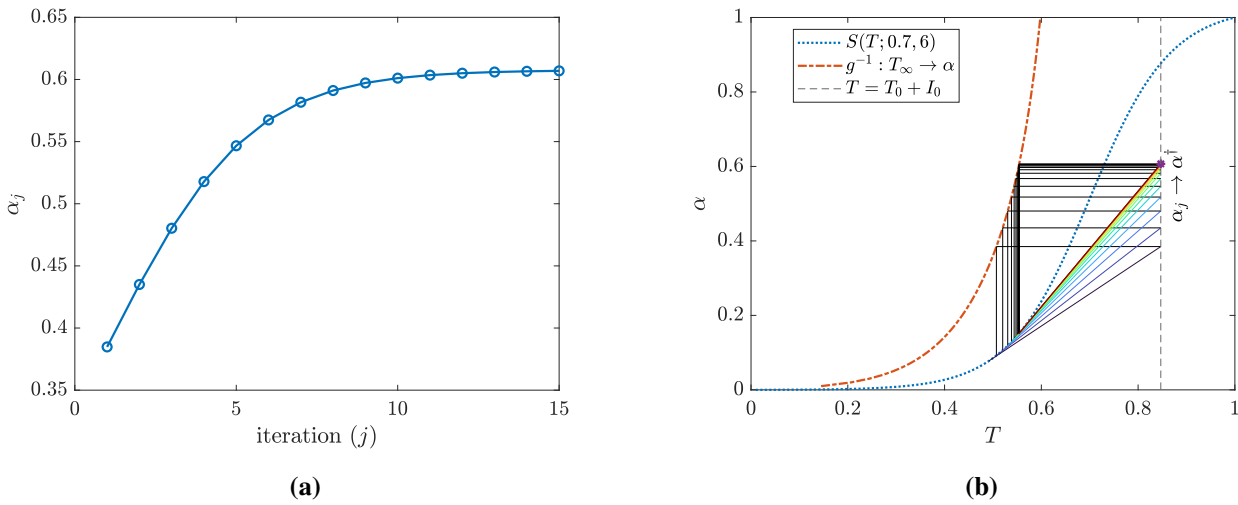 0.65
0.6
0.55
0.5
0.45
0.4
0.35
0 5 10 15
α_j
iteration (j)
(a)
1
0.8
0.6
0.4
0.2
0
0 0.2 0.4 0.6 0.8 1
α
T
S(T; 0.7, 6)
g⁻¹ : T_∞ → α
T = T₀ + I₀
α_j → α†
(b)